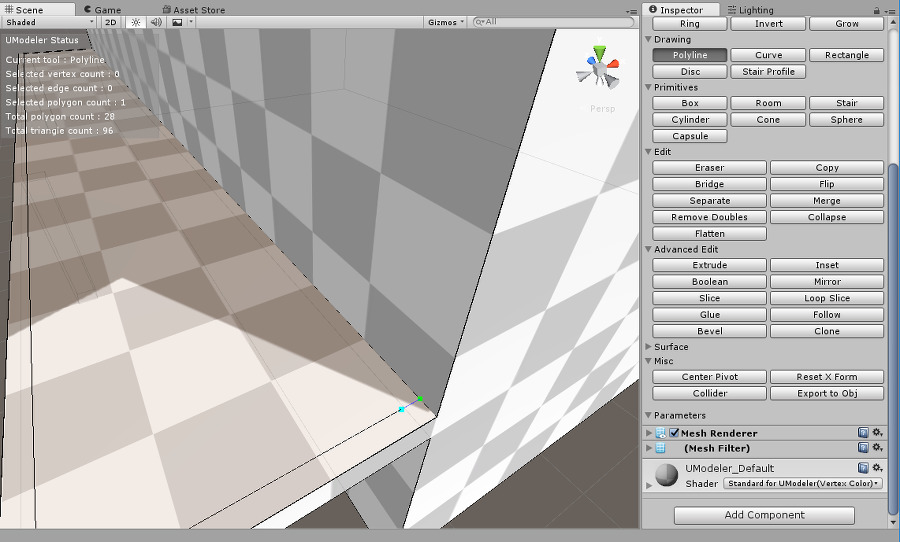 Scene Game Asset Store
Shaded 2D Gizmos All
UModeler Status
Current tool : Polyline
Selected vertex count : 0
Selected edge count : 0
Selected polygon count : 1
Total polygon count : 28
Total triangle count : 96
Persp
Inspector Lighting
Ring Invert Grow
Drawing
Polyline Curve Rectangle
Disc Stair Profile
Primitives
Box Room Stair
Cylinder Cone Sphere
Capsule
Edit
Eraser Copy
Bridge Flip
Separate Merge
Remove Doubles Collapse
Flatten
Advanced Edit
Extrude Inset
Boolean Mirror
Slice Loop Slice
Glue Follow
Bevel Clone
Surface
Misc
Center Pivot Reset X Form
Collider Export to Obj
Parameters
Mesh Renderer
(Mesh Filter)
UModeler_Default
Shader Standard for UModeler(Vertex Color)
Add Component